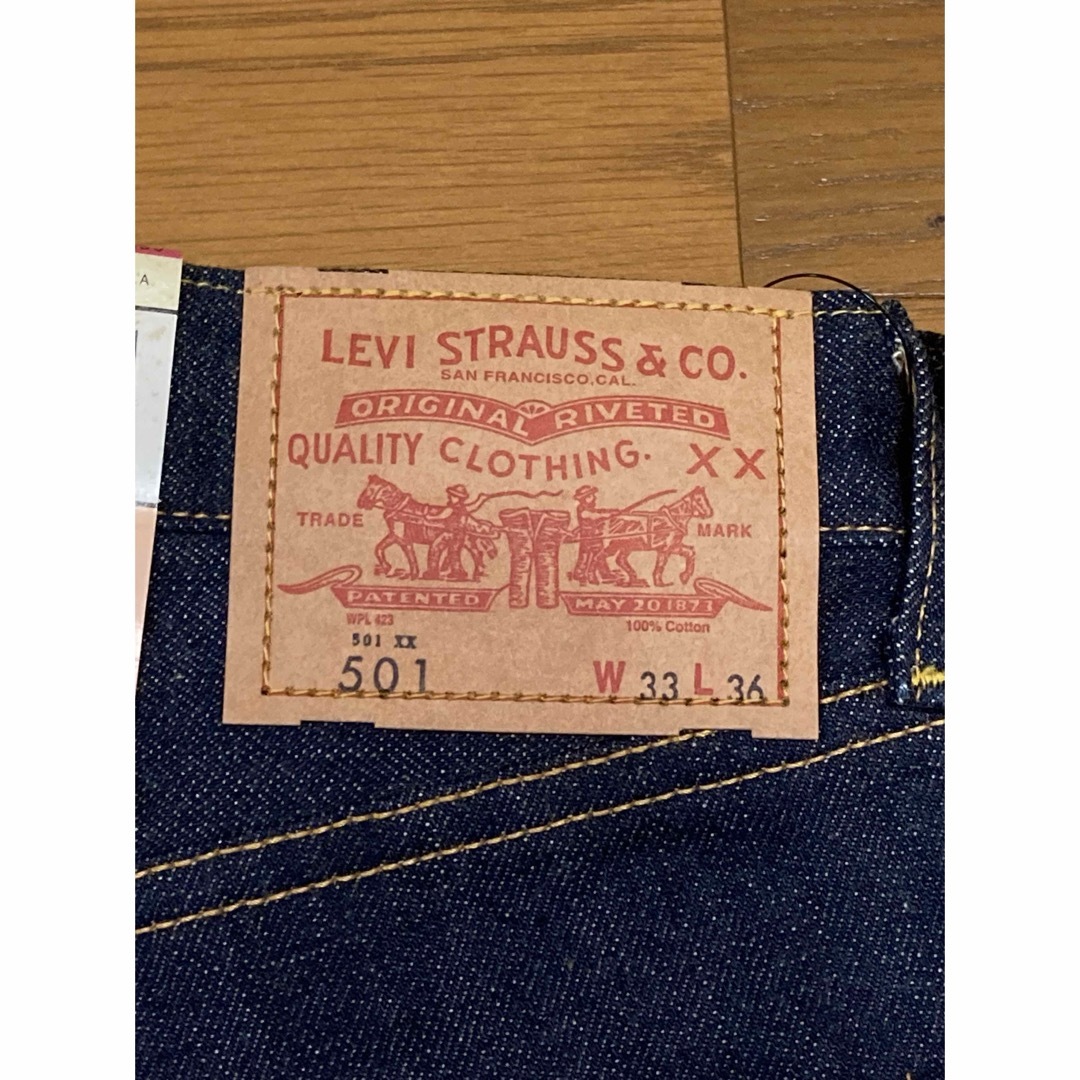 LEVI STRAUSS & CO.
SAN FRANCISCO, CAL.
ORIGINAL RIVETED
QUALITY CLOTHING. XX
TRADE MARK
PATENTED MAY 20 1873
WPL 423 100% Cotton
501 XX
501 W 33 L 36
A